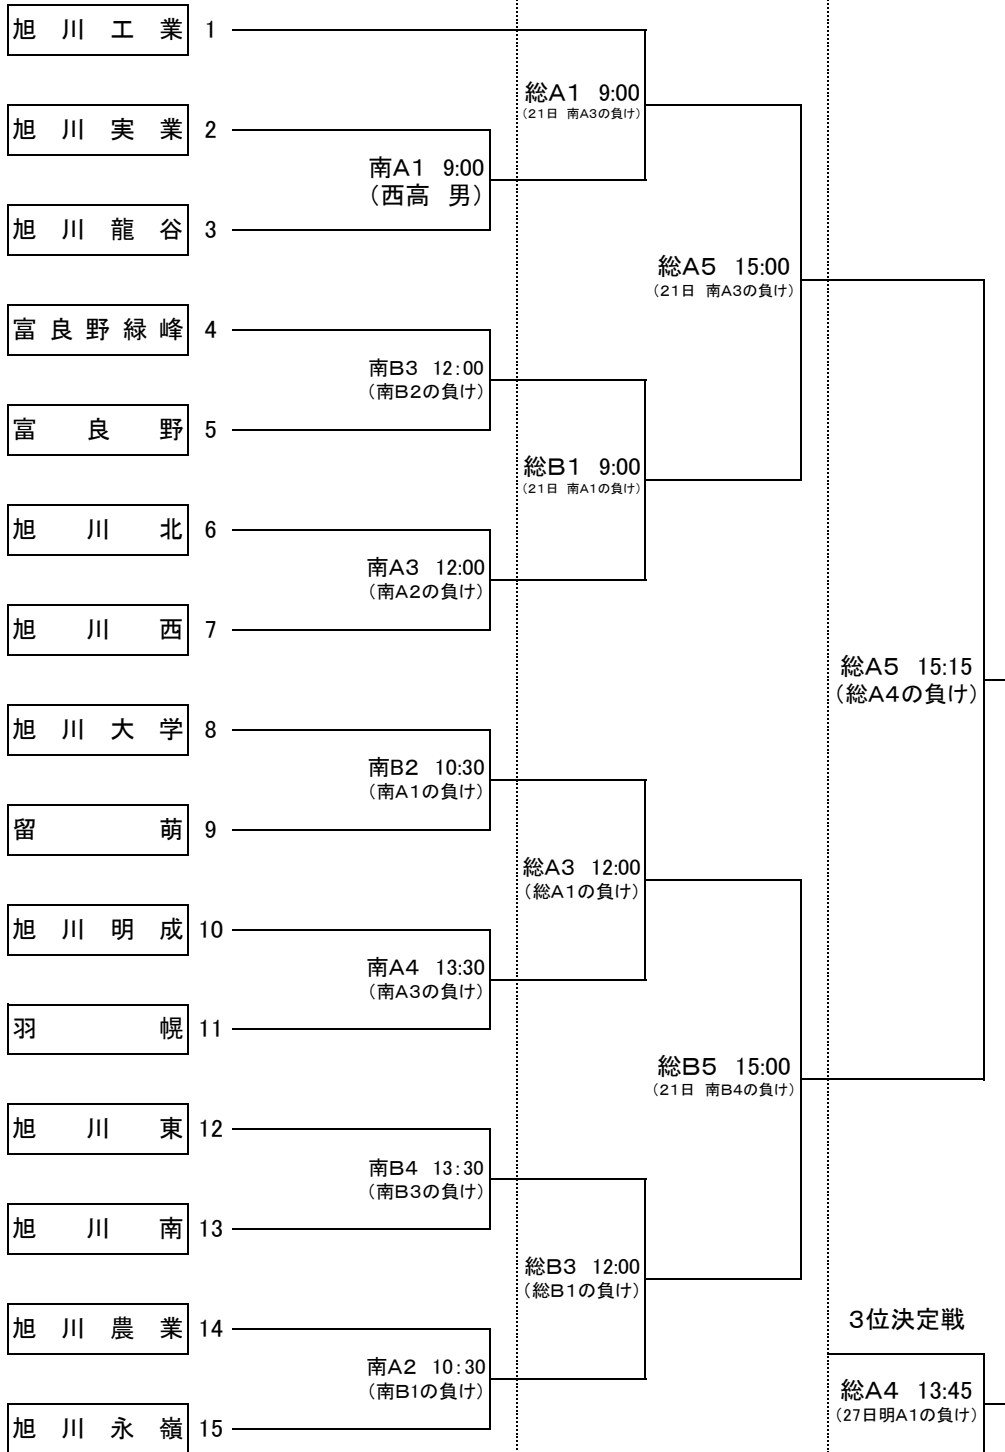 旭川工業 1
総A1 9:00
(21日 南A3の負け)
旭川実業 2
南A1 9:00
(西高 男)
旭川龍谷 3
総A5 15:00
(21日 南A3の負け)
富良野緑峰 4
南B3 12:00
(南B2の負け)
富良野 5
総B1 9:00
(21日 南A1の負け)
旭川北 6
南A3 12:00
(南A2の負け)
旭川西 7
総A5 15:15
(総A4の負け)
旭川大学 8
南B2 10:30
(南A1の負け)
留萌 9
総A3 12:00
(総A1の負け)
旭川明成 10
南A4 13:30
(南A3の負け)
羽幌 11
総B5 15:00
(21日 南B4の負け)
旭川東 12
南B4 13:30
(南B3の負け)
旭川南 13
総B3 12:00
(総B1の負け)
旭川農業 14
3位決定戦
南A2 10:30
(南B1の負け)
総A4 13:45
(27日明A1の負け)
旭川永嶺 15